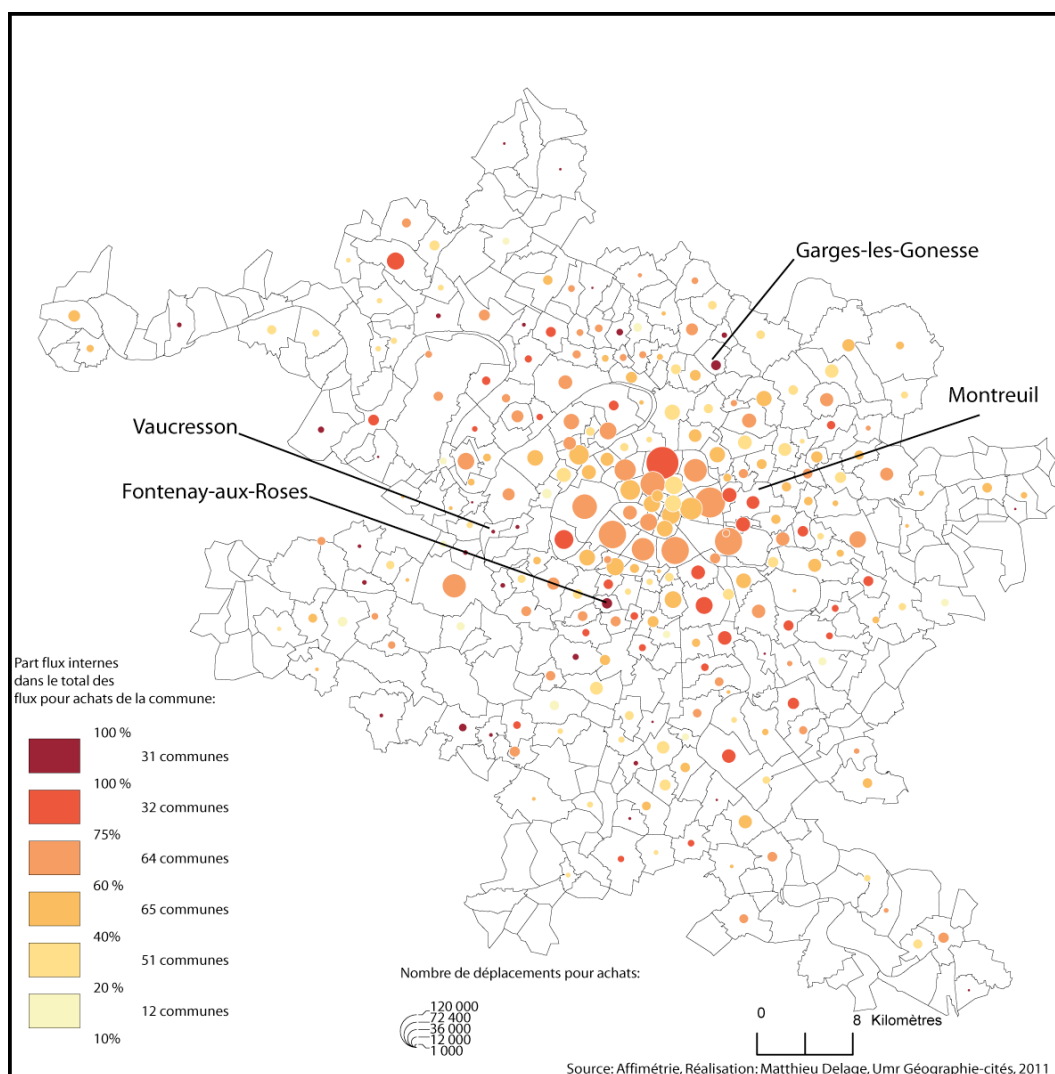 Garges-les-Gonesse
Montreuil
Vaucresson
Fontenay-aux-Roses
Part flux internes
dans le total des
flux pour achats de la commune:
100 %
31 communes
100 %
32 communes
75%
64 communes
60 %
65 communes
40%
51 communes
20 %
12 communes
10%
Nombre de déplacements pour achats:
120 000
72 400
36 000
12 000
1 000
0 8 Kilomètres
Source: Affimétrie, Réalisation: Matthieu Delage, Umr Géographie-cités, 2011